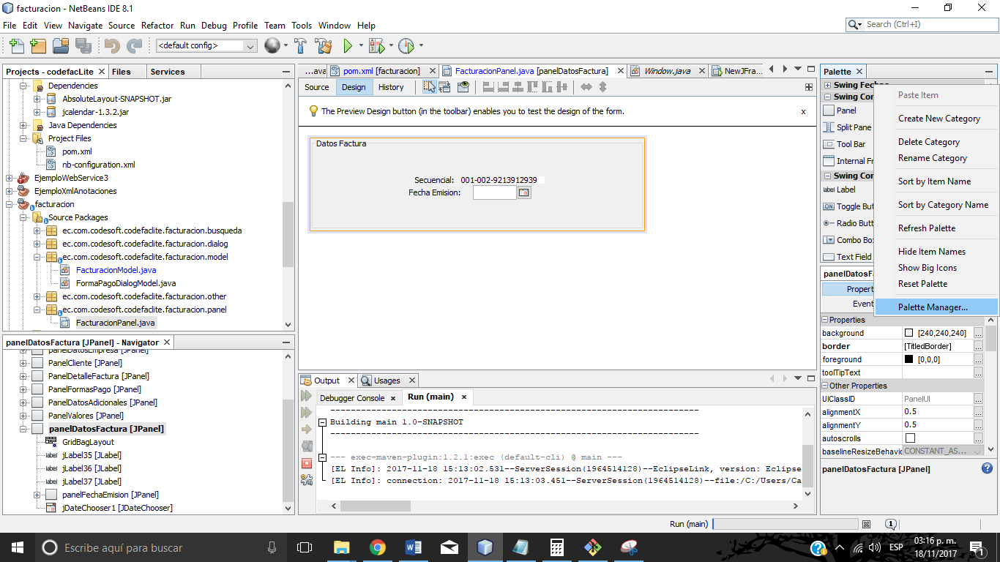 facturacion - NetBeans IDE 8.1
File Edit View Navigate Source Refactor Run Debug Profile Team Tools Window Help
Search (Ctrl+I)
<default config>
Projects - codefacLite
Files
Services
Dependencies
AbsoluteLayout-SNAPSHOT.jar
jcalendar-1.3.2.jar
Java Dependencies
Project Files
pom.xml
nb-configuration.xml
EjemploWebService3
EjemploXmlAnotaciones
facturacion
Source Packages
ec.com.codesoft.codefaclite.facturacion.busqueda
ec.com.codesoft.codefaclite.facturacion.dialog
ec.com.codesoft.codefaclite.facturacion.model
FacturacionModel.java
FormaPagoDialogModel.java
ec.com.codesoft.codefaclite.facturacion.other
ec.com.codesoft.codefaclite.facturacion.panel
FacturacionPanel.java
panelDatosFactura [JPanel] - Navigator
panelDatosEmpresa [JPanel]
PanelCliente [JPanel]
PanelDetalleFactura [JPanel]
PanelFormasPago [JPanel]
PanelDatosAdicionales [JPanel]
PanelValores [JPanel]
panelDatosFactura [JPanel]
GridBagLayout
jLabel35 [JLabel]
jLabel36 [JLabel]
jLabel37 [JLabel]
panelFechaEmision [JPanel]
jDateChooser1 [JDateChooser]
...ava
pom.xml [facturacion]
FacturacionPanel.java [panelDatosFactura]
Window.java
NewJFra...
Source Design History
The Preview Design button (in the toolbar) enables you to test the design of the form.
x
Datos Factura
Secuencial: 001-002-9213912939
Fecha Emision:
Output
Usages
Debugger Console
Run (main)
Building main 1.0-SNAPSHOT
--- exec-maven-plugin:1.2.1:exec (default-cli) @ main ---
[EL Info]: 2017-11-18 15:13:02.531--ServerSession(1964514128)--EclipseLink, version: Eclipse
[EL Info]: connection: 2017-11-18 15:13:03.451--ServerSession(1964514128)--file:/C:/Users/Ca
Palette
Swing Fechas
Swing Con
Panel
Split Pane
Tool Bar
Internal Fr
Swing Con
Label
Toggle But
Radio Butt
Combo Bo
Text Field
Paste Item
Create New Category
Delete Category
Rename Category
Sort by Item Name
Sort by Category Name
Refresh Palette
Hide Item Names
Show Big Icons
Reset Palette
Palette Manager...
panelDatosFa
Propert
Event
Properties
background [240,240,240] ...
border [TitledBorder] ...
foreground [0,0,0] ...
toolTipText ...
Other Properties
UIClassID PanelUI ...
alignmentX 0.5 ...
alignmentY 0.5 ...
autoscrolls ...
baselineResizeBehavio CONSTANT_AS...
panelDatosFactura [JPanel]
Run (main)
1
Escribe aquí para buscar
ESP
03:16 p. m.
18/11/2017
1